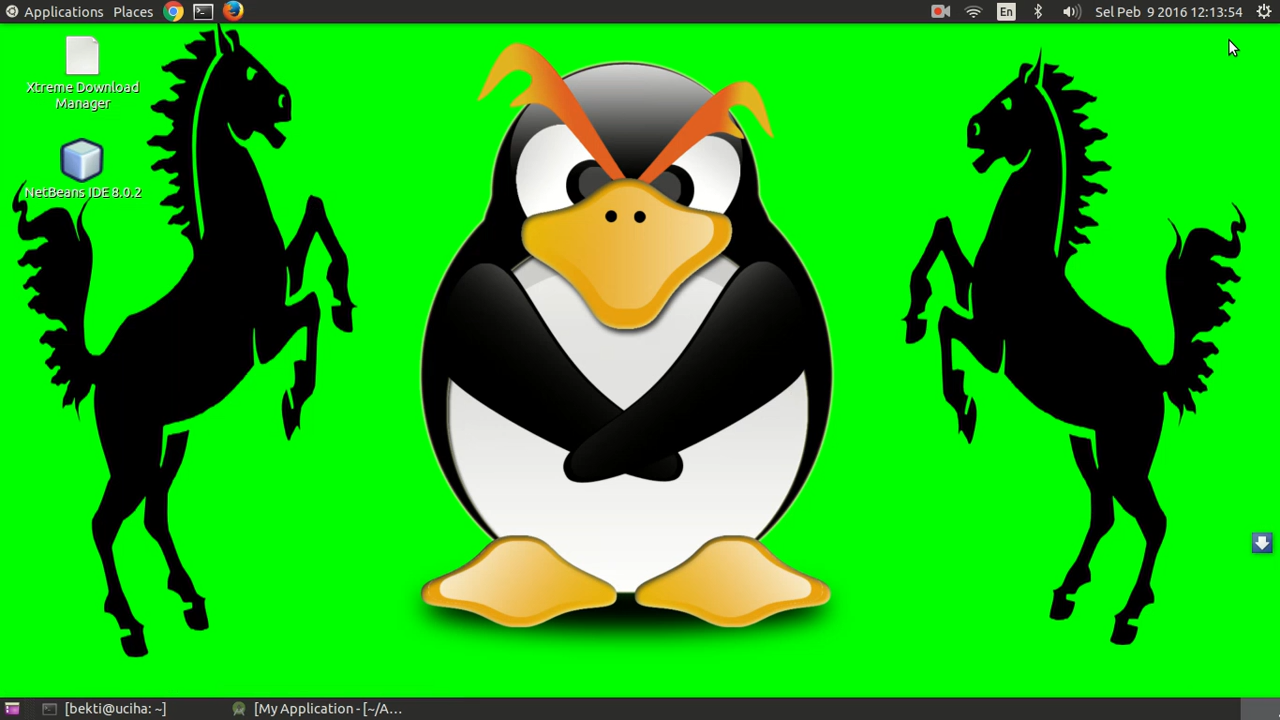 Applications Places
En
Sel Peb 9 2016 12:13:54
Xtreme Download
Manager
NetBeans IDE 8.0.2
[bekti@uciha: ~]
[My Application - [~/A...